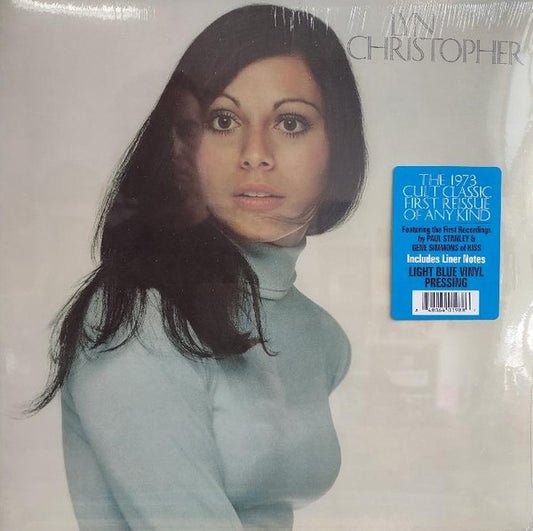 LYN
CHRISTOPHER
THE 1973
CULT CLASSIC
FIRST REISSUE
OF ANY KIND
Featuring the First Recordings
by PAUL STANLEY &
GENE SIMMONS of KISS
Includes Liner Notes
LIGHT BLUE VINYL
PRESSING